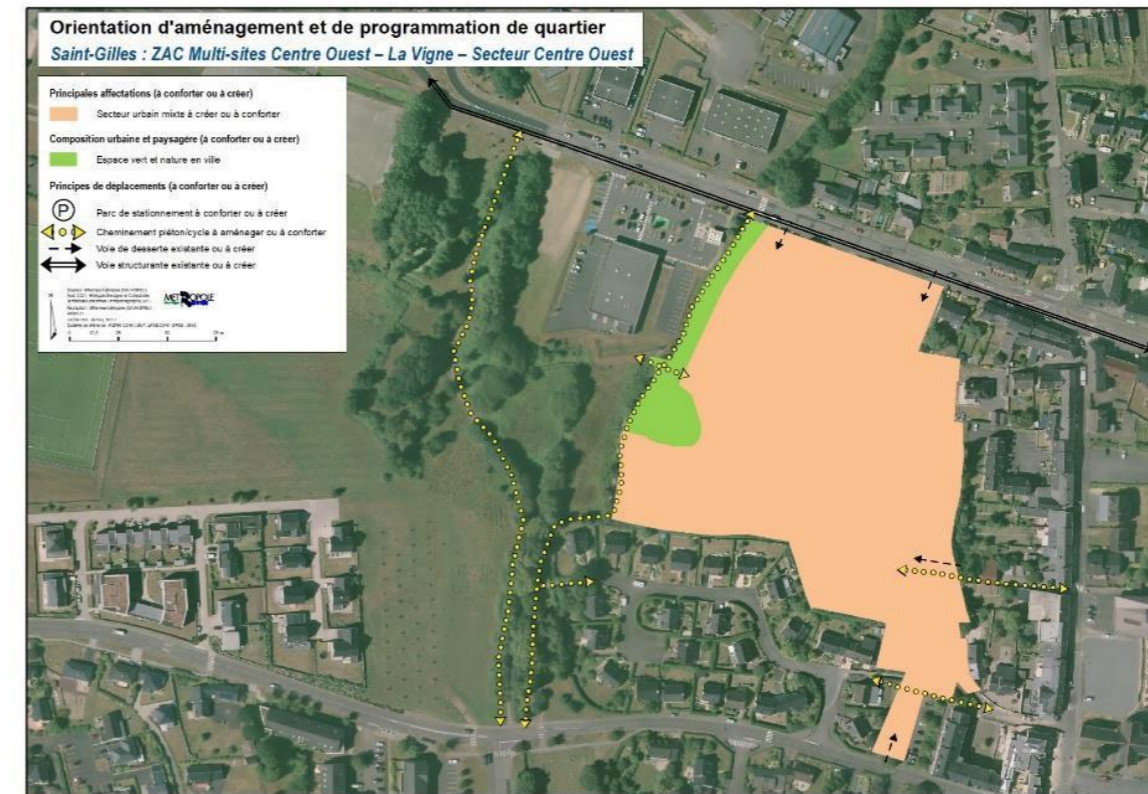 Orientation d'aménagement et de programmation de quartier
Saint-Gilles : ZAC Multi-sites Centre Ouest – La Vigne – Secteur Centre Ouest
Principales affectations (à conforter ou à créer)
Secteur urbain mixte à créer ou à conforter
Composition urbaine et paysagère (à conforter ou à créer)
Espace vert et nature en ville
Principes de déplacements (à conforter ou à créer)
P
Parc de stationnement à conforter ou à créer
Cheminement piéton/cycle à aménager ou à conforter
Voie de desserte existante ou à créer
Voie structurante existante ou à créer
METROPOLE